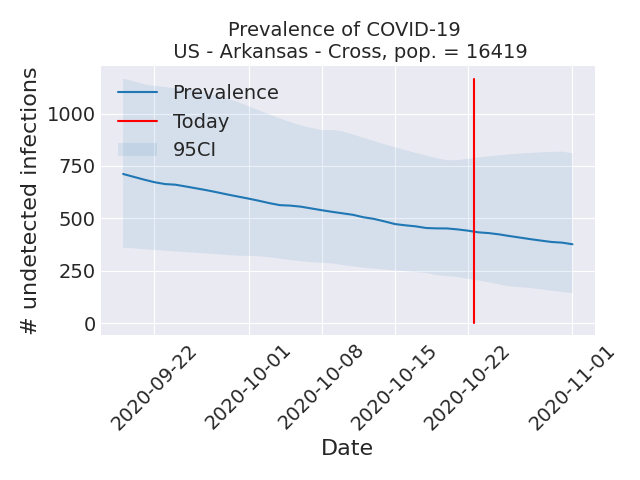 Prevalence of COVID-19
US - Arkansas - Cross, pop. = 16419
# undetected infections
1000
750
500
250
0
Prevalence
Today
95CI
2020-09-22
2020-10-01
2020-10-08
2020-10-15
2020-10-22
2020-11-01
Date